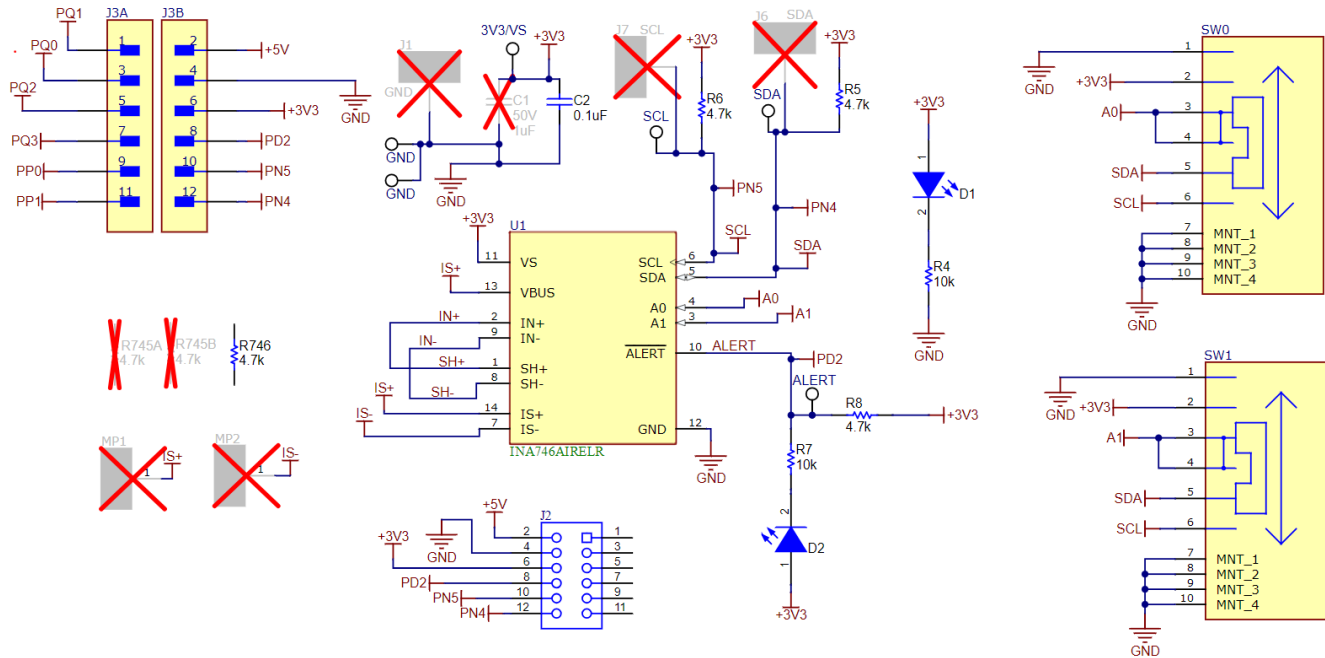 J3A
J3B
PQ1
PQ0
PQ2
PQ3
PP0
PP1
1
3
5
7
9
11
2
4
6
8
10
12
+5V
GND
+3V3
PD2
PN5
PN4
J1
GND
3V3/VS
+3V3
C1
50V
1uF
C2
0.1uF
GND
GND
GND
J7
SCL
+3V3
R6
4.7k
SCL
J6
SDA
+3V3
R5
4.7k
SDA
PN5
PN4
SCL
SDA
+3V3
1
D1
2
R4
10k
GND
SW0
GND
+3V3
A0
SDA
SCL
1
2
3
4
5
6
7
8
9
10
MNT_1
MNT_2
MNT_3
MNT_4
GND
U1
+3V3
11
VS
IS+
13
VBUS
IN+
2
IN+
IN-
9
IN-
SH+
1
SH+
SH-
8
SH-
IS+
14
IS+
IS-
7
IS-
SCL
6
SDA
5
A0
4
A0
A1
3
A1
ALERT
10
ALERT
GND
12
GND
INA746AIRELR
PD2
ALERT
R8
4.7k
+3V3
R7
10k
2
D2
1
+3V3
R745A
4.7k
R745B
4.7k
R746
4.7k
MP1
1
IS+
MP2
1
IS-
J2
+5V
GND
+3V3
PD2
PN5
PN4
2
4
6
8
10
12
1
3
5
7
9
11
SW1
GND
+3V3
A1
SDA
SCL
1
2
3
4
5
6
7
8
9
10
MNT_1
MNT_2
MNT_3
MNT_4
GND